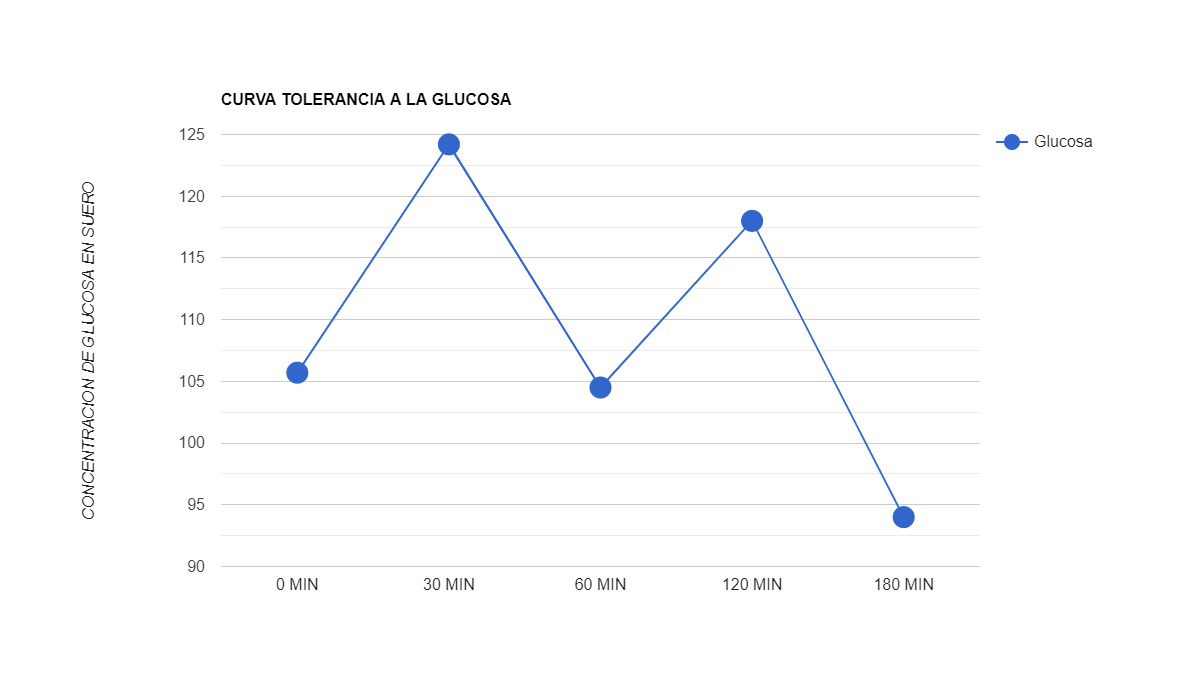 CURVA TOLERANCIA A LA GLUCOSA
Glucosa
CONCENTRACION DE GLUCOSA EN SUERO
125
120
115
110
105
100
95
90
0 MIN
30 MIN
60 MIN
120 MIN
180 MIN